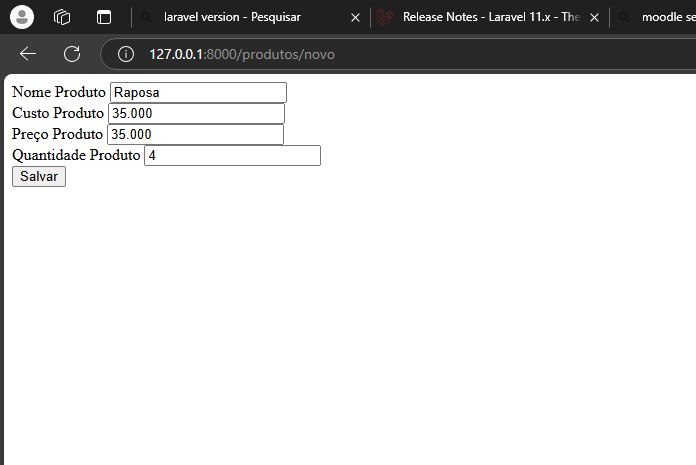 laravel version - Pesquisar
Release Notes - Laravel 11.x - The
moodle se
127.0.0.1:8000/produtos/novo
Nome Produto Raposa
Custo Produto 35.000
Preço Produto 35.000
Quantidade Produto 4
Salvar